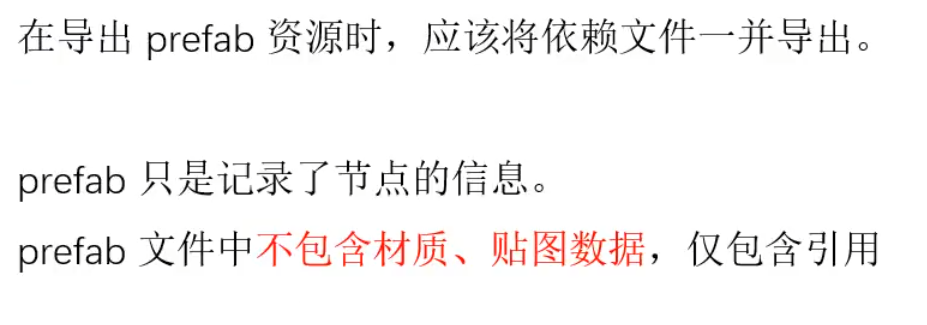 在导出 prefab 资源时，应该将依赖文件一并导出。
prefab 只是记录了节点的信息。
prefab 文件中不包含材质、贴图数据，仅包含引用